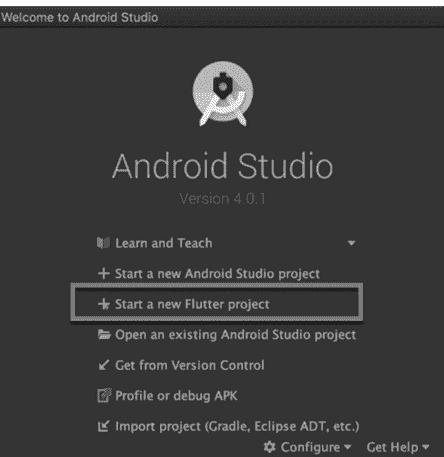 Welcome to Android Studio
Android Studio
Version 4.0.1
Learn and Teach
Start a new Android Studio project
Start a new Flutter project
Open an existing Android Studio project
Get from Version Control
Profile or debug APK
Import project (Gradle, Eclipse ADT, etc.)
Configure Get Help